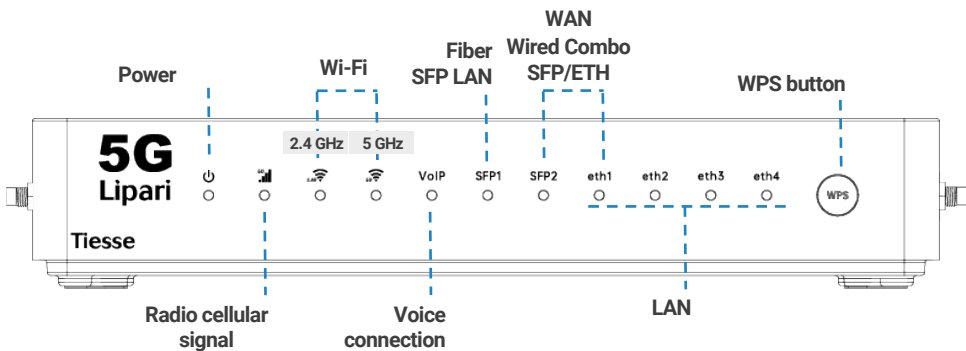 WAN
Wired Combo
SFP/ETH
Fiber
SFP LAN
Wi-Fi
Power
WPS button
2.4 GHz 5 GHz
5G
Lipari
VoIP SFP1 SFP2 eth1 eth2 eth3 eth4
WPS
Tiesse
Radio cellular
signal
Voice
connection
LAN